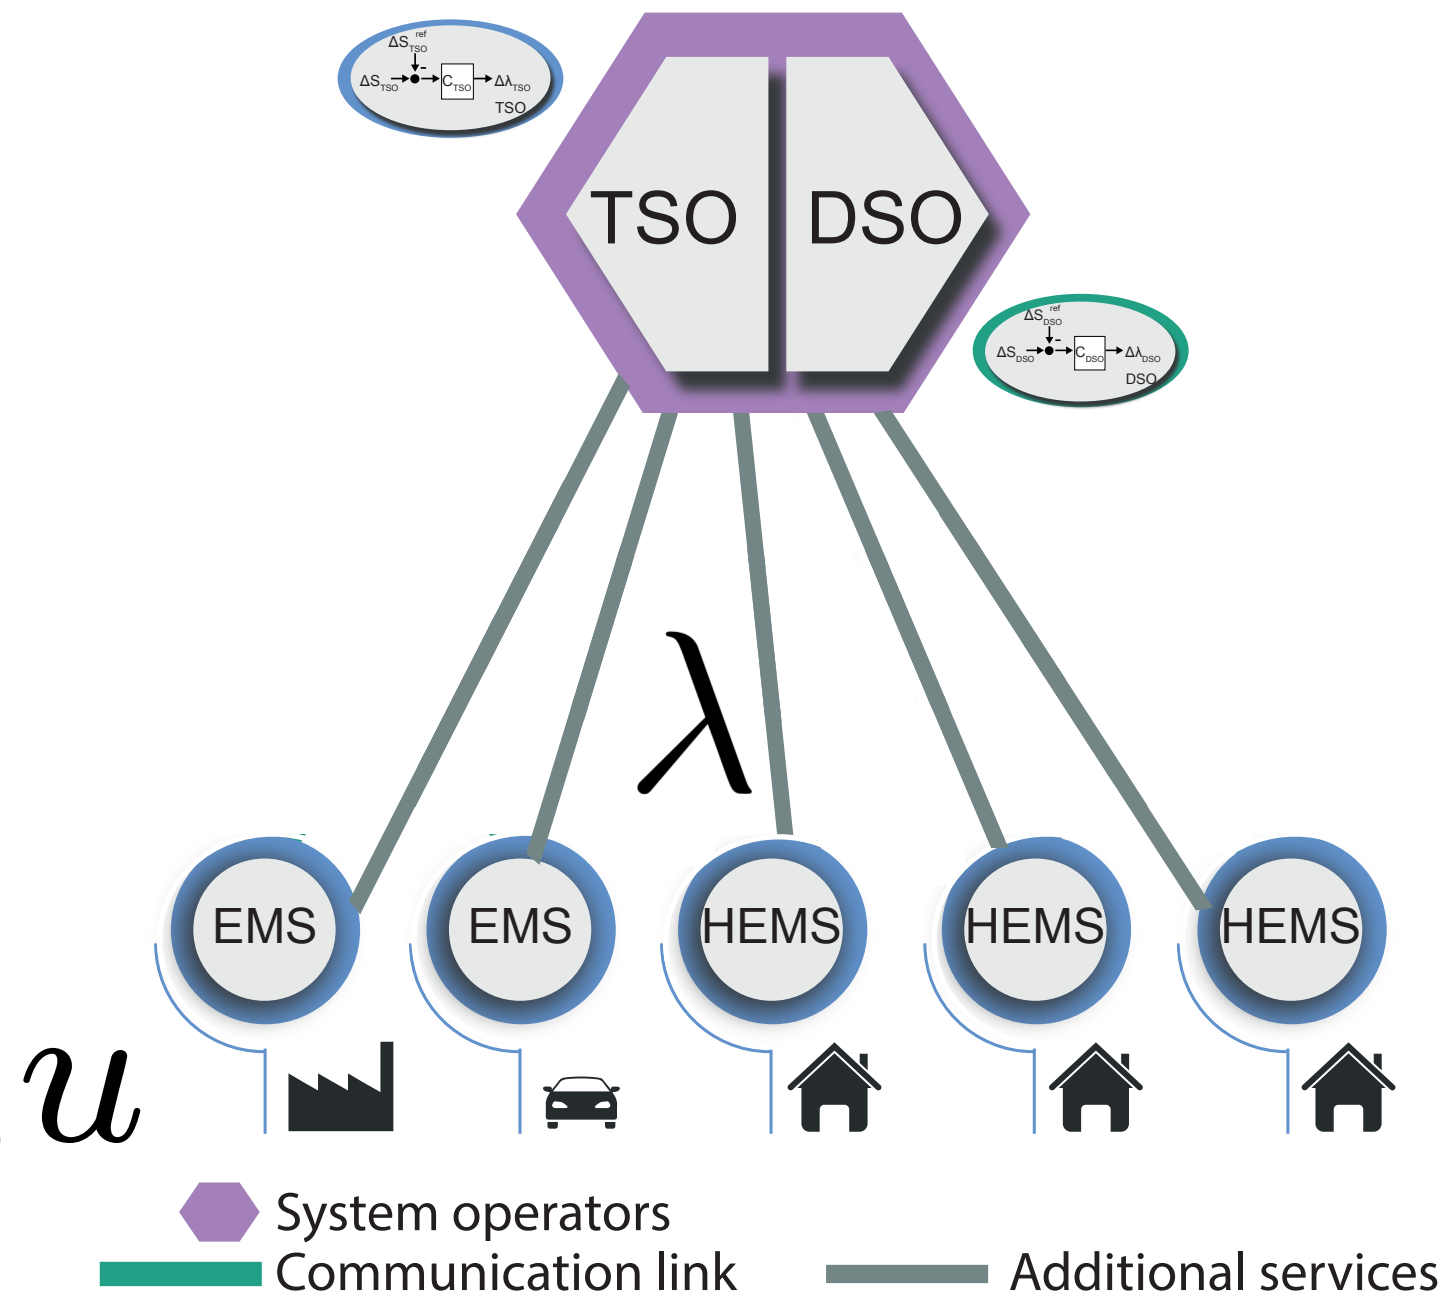 ΔS_TSO^ref
ΔS_TSO - C_TSO Δλ_TSO
TSO
TSO DSO
ΔS_DSO^ref
ΔS_DSO - C_DSO Δλ_DSO
DSO
λ
EMS EMS HEMS HEMS HEMS
u
System operators
Communication link Additional services